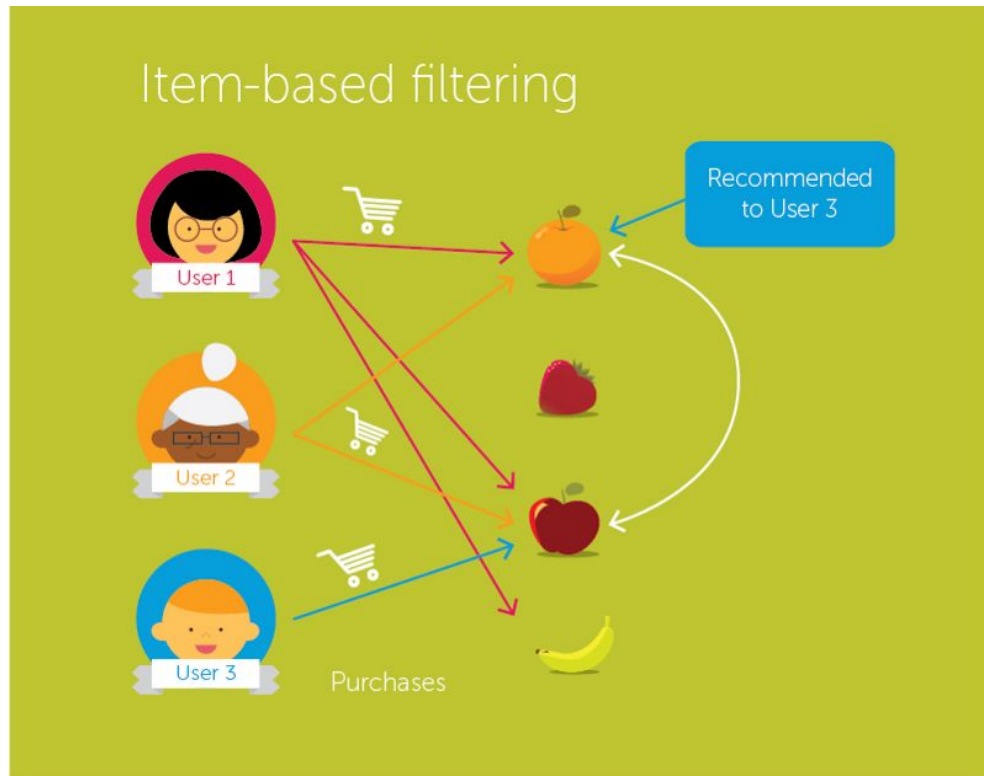 Item-based filtering
Recommended
to User 3
User 1
User 2
User 3
Purchases